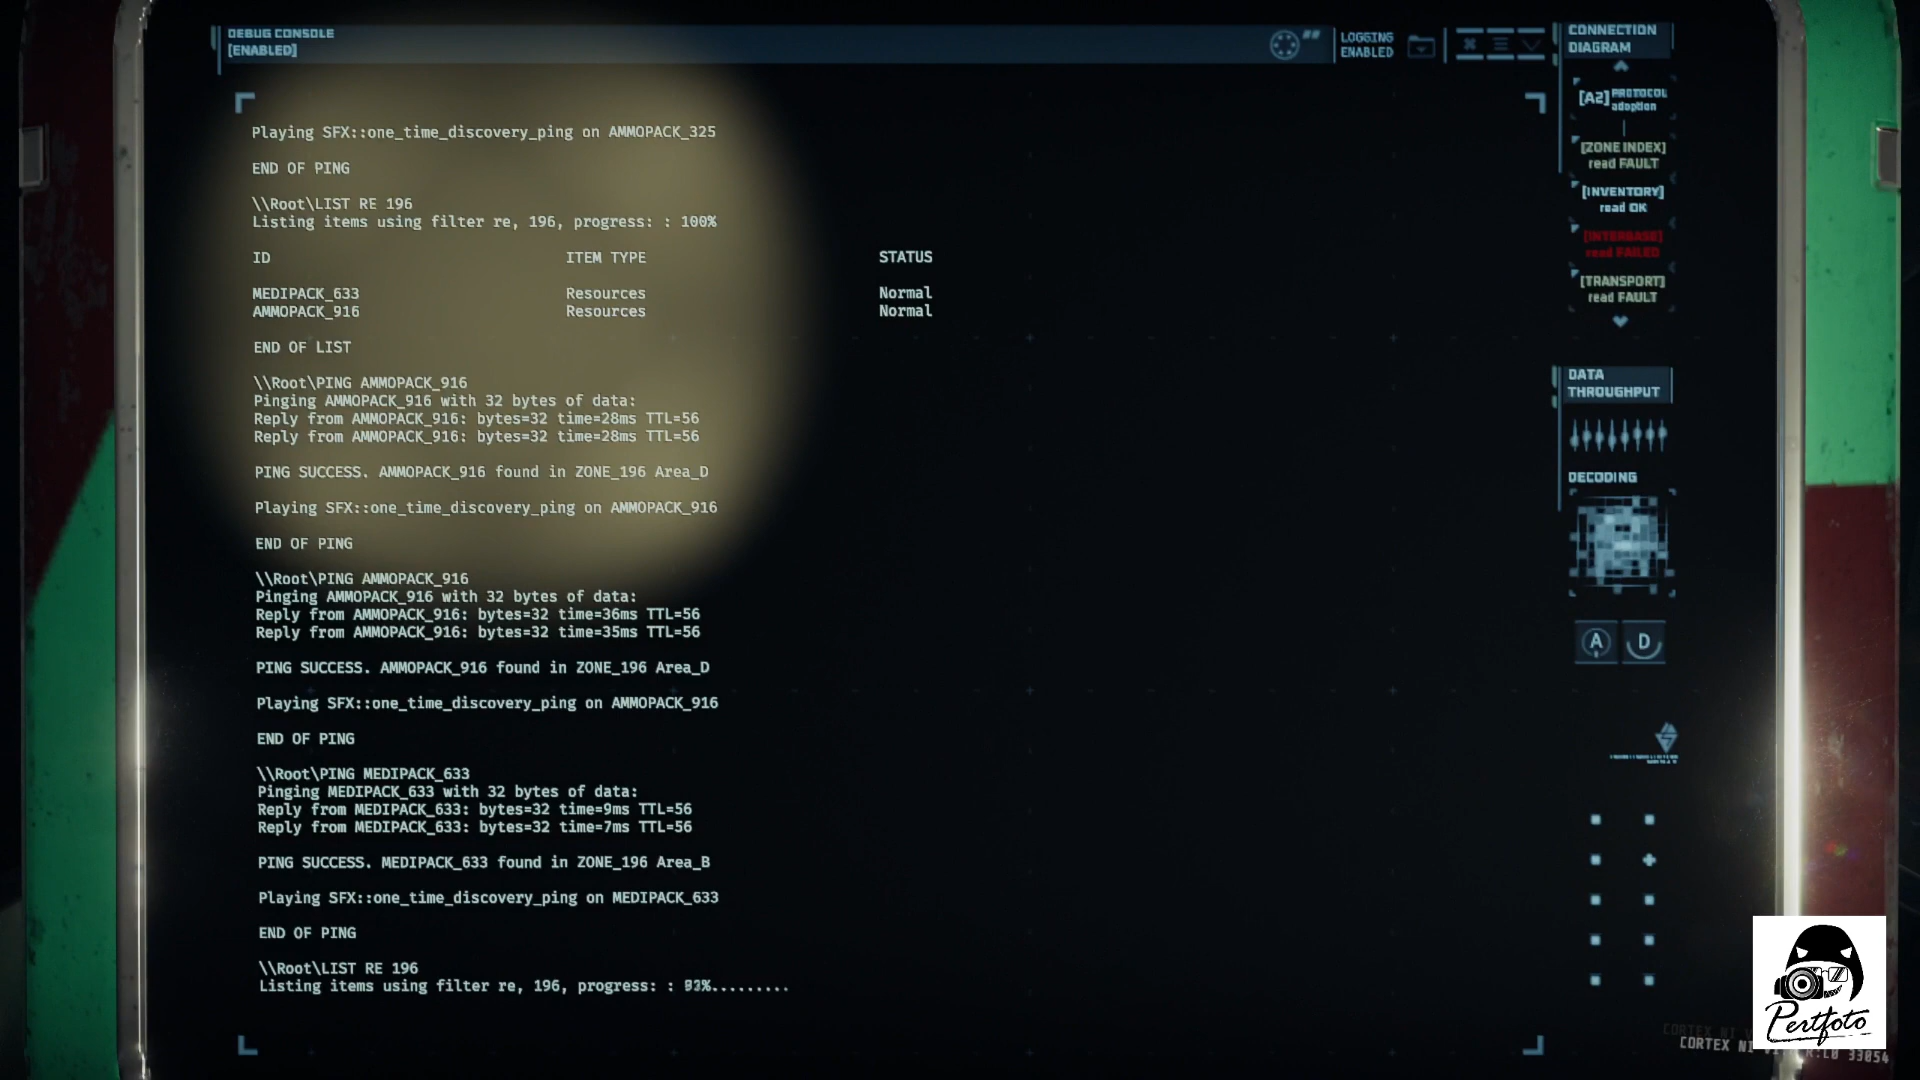 DEBUG CONSOLE
[ENABLED]
LOGGING
ENABLED
CONNECTION
DIAGRAM
[A2] PROTOCOL
adoption
[ZONE INDEX]
read FAULT
[INVENTORY]
read OK
[INTERBASE]
read FAILED
[TRANSPORT]
read FAULT
DATA
THROUGHPUT
DECODING
A D
Playing SFX::one_time_discovery_ping on AMMOPACK_325
END OF PING
\\Root\LIST RE 196
Listing items using filter re, 196, progress: : 100%
ID ITEM TYPE STATUS
MEDIPACK_633 Resources Normal
AMMOPACK_916 Resources Normal
END OF LIST
\\Root\PING AMMOPACK_916
Pinging AMMOPACK_916 with 32 bytes of data:
Reply from AMMOPACK_916: bytes=32 time=28ms TTL=56
Reply from AMMOPACK_916: bytes=32 time=28ms TTL=56
PING SUCCESS. AMMOPACK_916 found in ZONE_196 Area_D
Playing SFX::one_time_discovery_ping on AMMOPACK_916
END OF PING
\\Root\PING AMMOPACK_916
Pinging AMMOPACK_916 with 32 bytes of data:
Reply from AMMOPACK_916: bytes=32 time=36ms TTL=56
Reply from AMMOPACK_916: bytes=32 time=35ms TTL=56
PING SUCCESS. AMMOPACK_916 found in ZONE_196 Area_D
Playing SFX::one_time_discovery_ping on AMMOPACK_916
END OF PING
\\Root\PING MEDIPACK_633
Pinging MEDIPACK_633 with 32 bytes of data:
Reply from MEDIPACK_633: bytes=32 time=9ms TTL=56
Reply from MEDIPACK_633: bytes=32 time=7ms TTL=56
PING SUCCESS. MEDIPACK_633 found in ZONE_196 Area_B
Playing SFX::one_time_discovery_ping on MEDIPACK_633
END OF PING
\\Root\LIST RE 196
Listing items using filter re, 196, progress: :
Pertfoto
CORTEX 33054